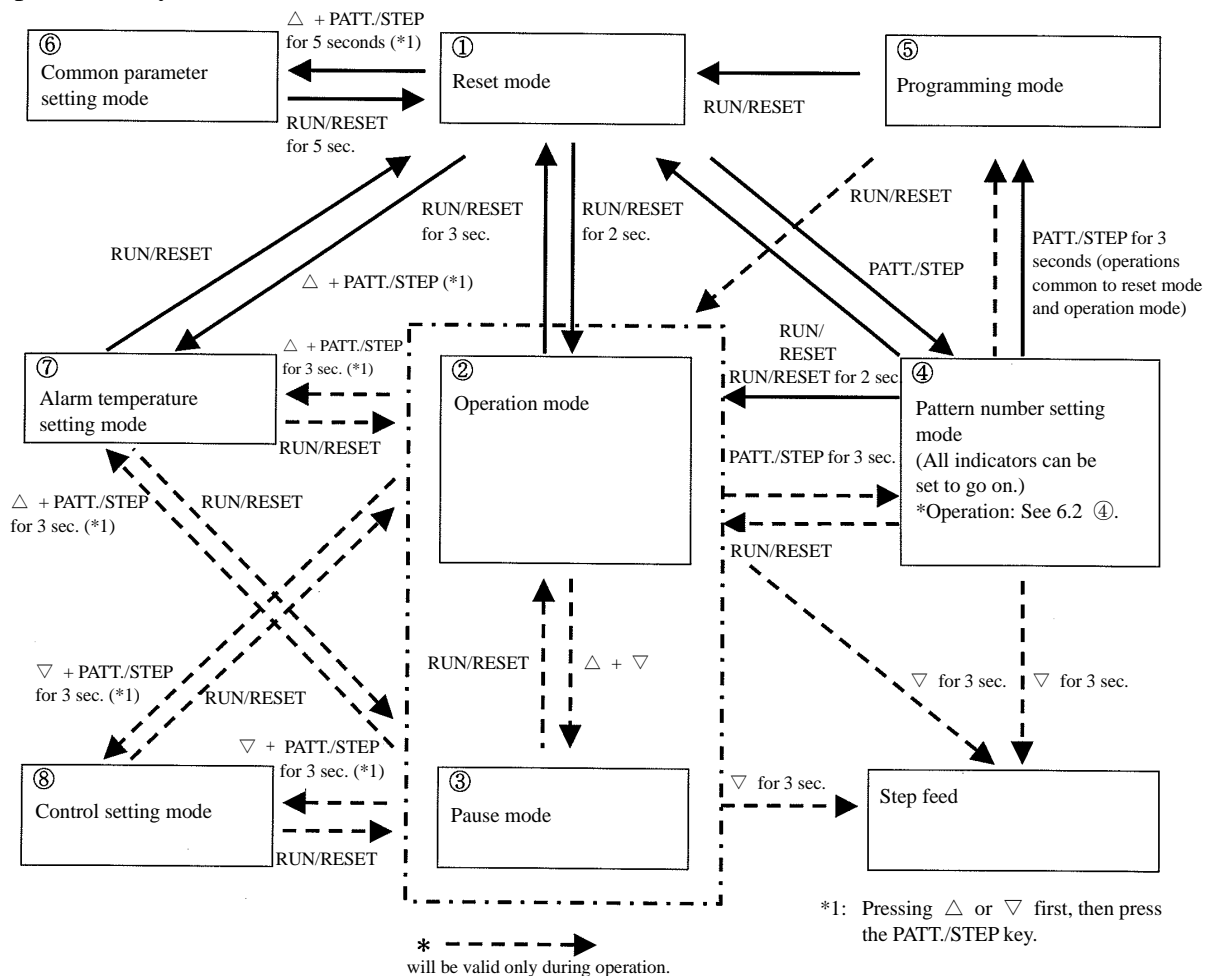 ⑥
Common parameter
setting mode
△ + PATT./STEP
for 5 seconds (*1)
RUN/RESET
for 5 sec.
①
Reset mode
RUN/RESET
⑤
Programming mode
RUN/RESET
△ + PATT./STEP (*1)
RUN/RESET
for 3 sec.
RUN/RESET
for 2 sec.
PATT./STEP
RUN/
RESET
RUN/RESET
PATT./STEP for 3
seconds (operations
common to reset mode
and operation mode)
⑦
Alarm temperature
setting mode
△ + PATT./STEP
for 3 sec. (*1)
RUN/RESET
②
Operation mode
RUN/RESET for 2 sec.
PATT./STEP for 3 sec.
RUN/RESET
④
Pattern number setting
mode
(All indicators can be
set to go on.)
*Operation: See 6.2 ④.
△ + PATT./STEP
for 3 sec. (*1)
RUN/RESET
▽ + PATT./STEP
for 3 sec. (*1)
RUN/RESET
RUN/RESET
△ + ▽
▽ for 3 sec.
▽ for 3 sec.
⑧
Control setting mode
▽ + PATT./STEP
for 3 sec. (*1)
RUN/RESET
③
Pause mode
▽ for 3 sec.
Step feed
*1: Pressing △ or ▽ first, then press
the PATT./STEP key.
*
will be valid only during operation.